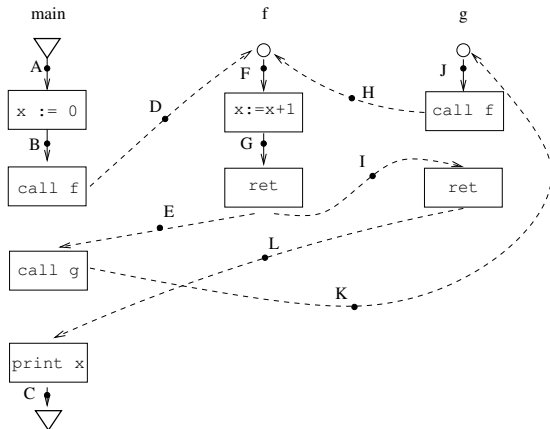 main f g
A
F
J
x := 0
D
x:=x+1
H
call f
B
G
call f
ret
I
ret
E
L
call g
K
print x
C